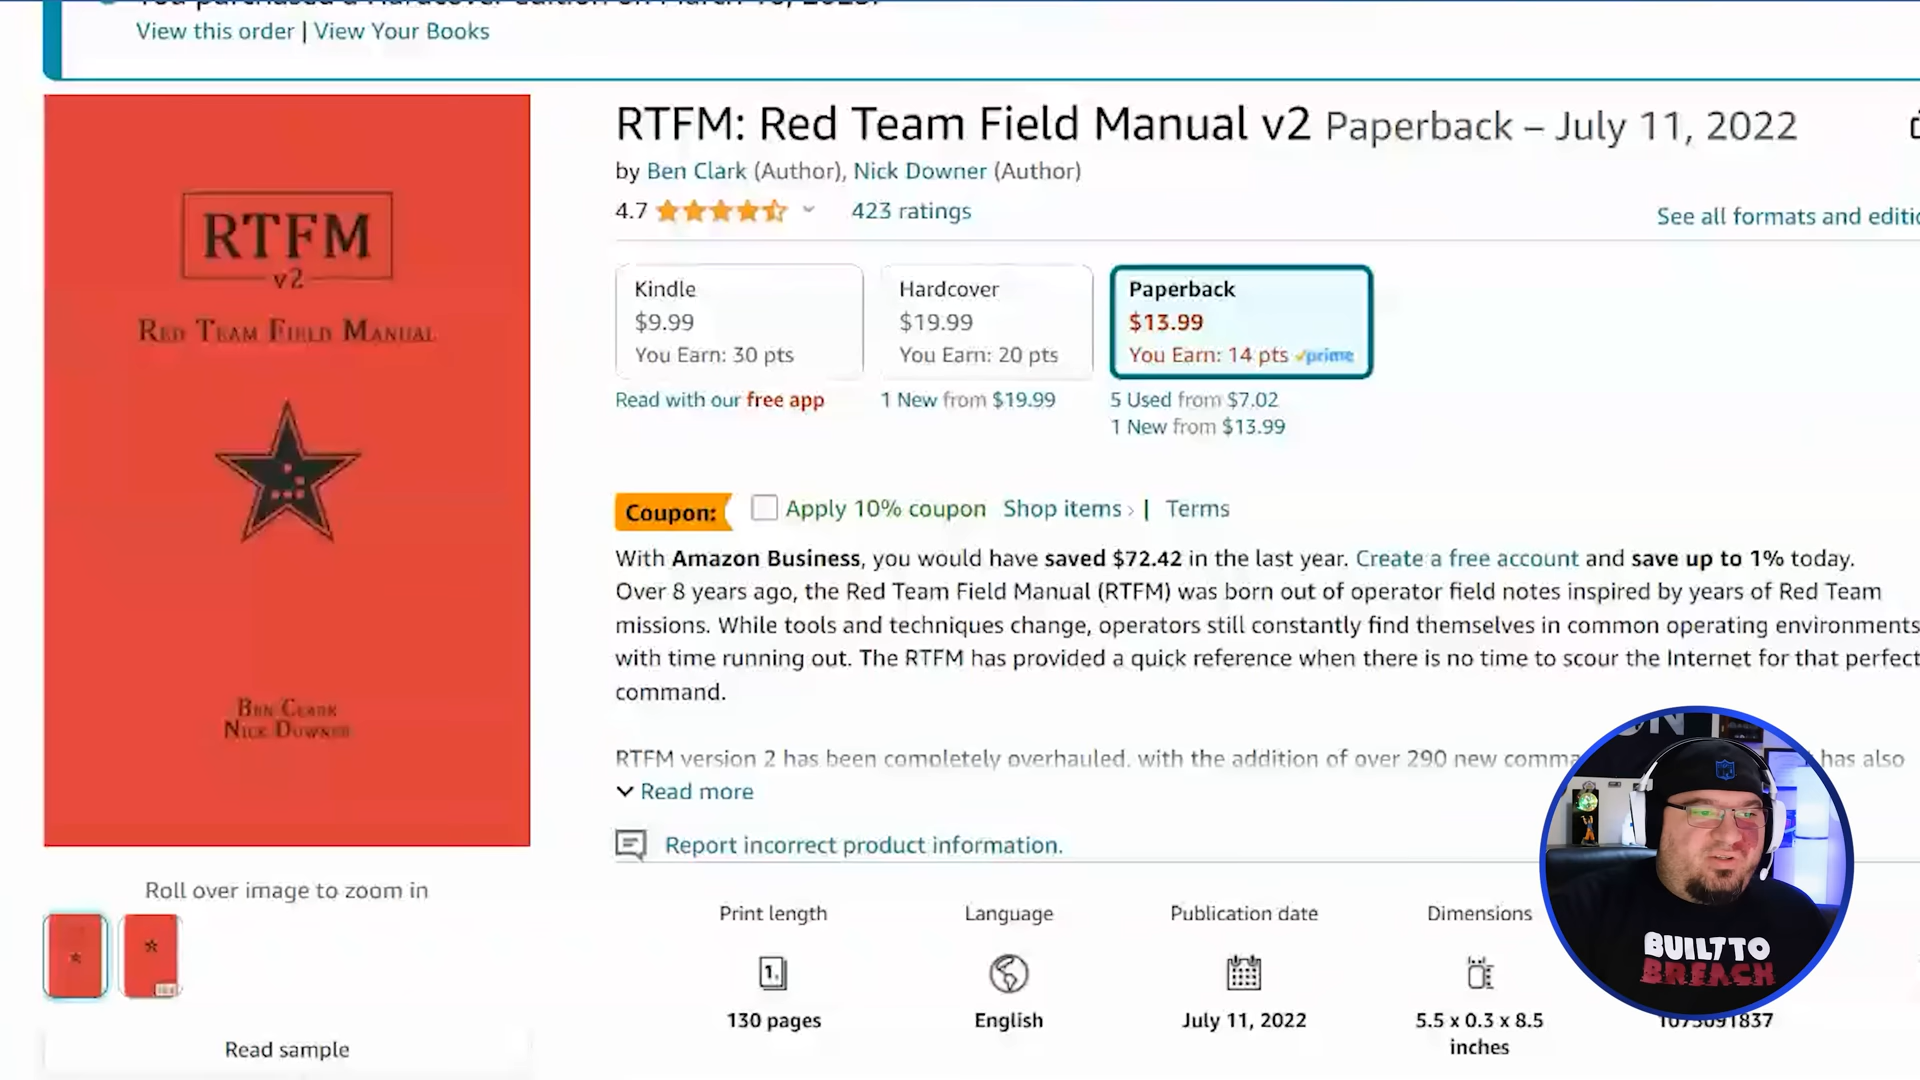 View this order | View Your Books
RTFM: Red Team Field Manual v2 Paperback – July 11, 2022
by Ben Clark (Author), Nick Downer (Author)
4.7 423 ratings
See all formats and editio
Kindle
$9.99
You Earn: 30 pts
Hardcover
$19.99
You Earn: 20 pts
Paperback
$13.99
You Earn: 14 pts prime
Read with our free app
1 New from $19.99
5 Used from $7.02
1 New from $13.99
Coupon: Apply 10% coupon Shop items › | Terms
With Amazon Business, you would have saved $72.42 in the last year. Create a free account and save up to 1% today.
Over 8 years ago, the Red Team Field Manual (RTFM) was born out of operator field notes inspired by years of Red Team
missions. While tools and techniques change, operators still constantly find themselves in common operating environments
with time running out. The RTFM has provided a quick reference when there is no time to scour the Internet for that perfect
command.
RTFM version 2 has been completely overhauled, with the addition of over 290 new comma has also
Read more
Report incorrect product information.
RTFM
v2
Red Team Field Manual
Ben Clark
Nick Downer
Roll over image to zoom in
Read sample
Print length
130 pages
Language
English
Publication date
July 11, 2022
Dimensions
5.5 x 0.3 x 8.5
inches
1075091837
BUILT TO
BREACH